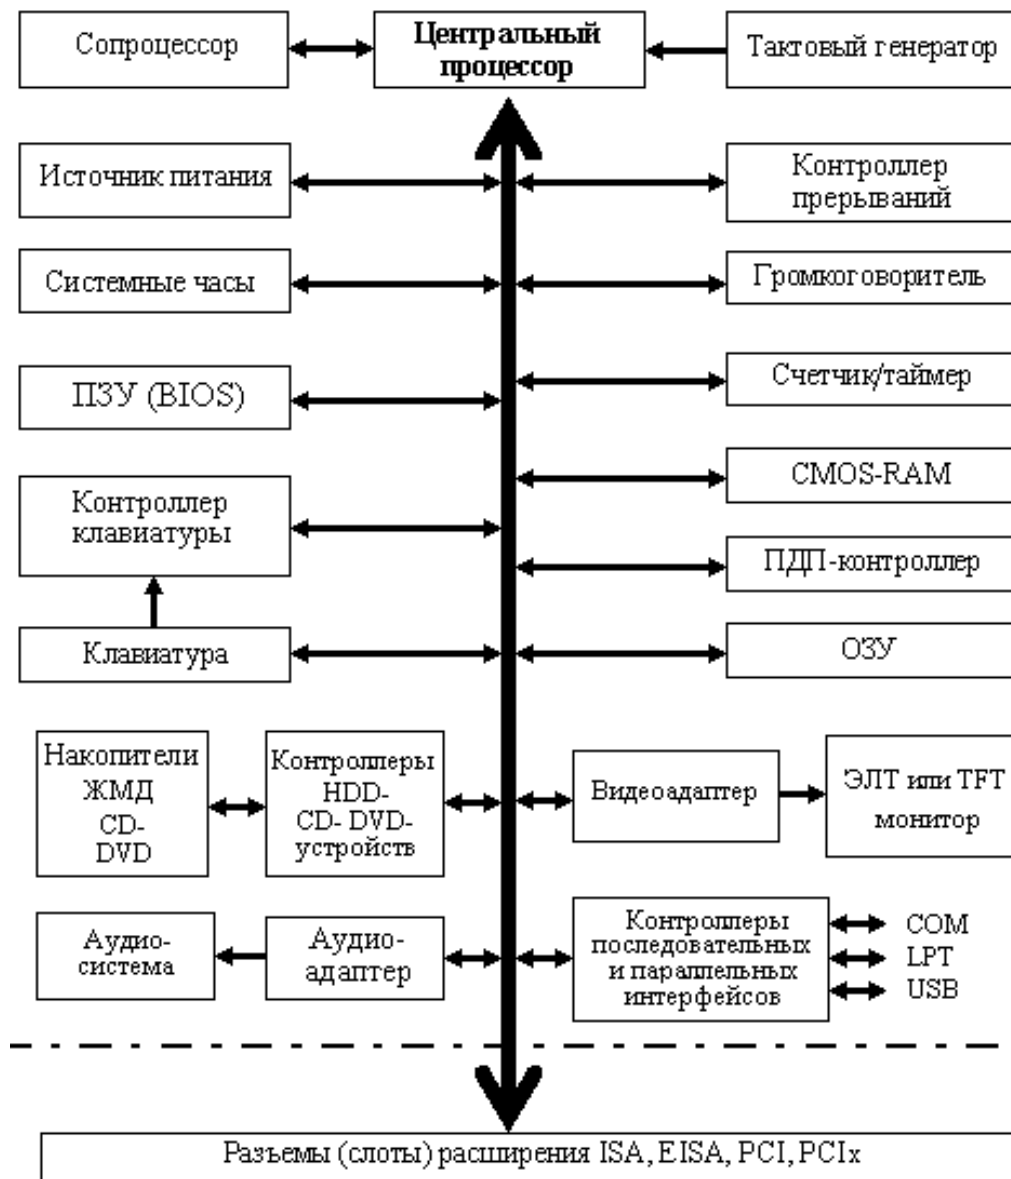 Сопроцессор
Центральный
процессор
Тактовый генератор
Источник питания
Контроллер
прерываний
Системные часы
Громкоговоритель
ПЗУ (BIOS)
Счетчик/таймер
Контроллер
клавиатуры
CMOS-RAM
ПДП-контроллер
Клавиатура
ОЗУ
Накопители
ЖМД
CD-
DVD
Контроллеры
HDD-
CD- DVD-
устройств
Видеоадаптер
ЭЛТ или TFT
монитор
Аудио-
система
Аудио-
адаптер
Контроллеры
последовательных
и параллельных
интерфейсов
COM
LPT
USB
Разъемы (слоты) расширения ISA, EISA, PCI, PCIx